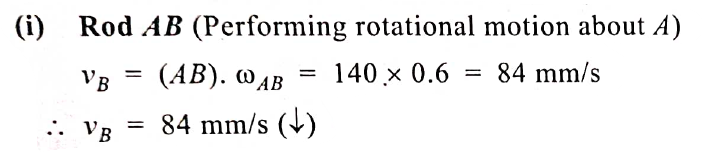 (i) Rod AB (Performing rotational motion about A)
v_B = (AB). ω_AB = 140 × 0.6 = 84 mm/s
∴ v_B = 84 mm/s (↓)